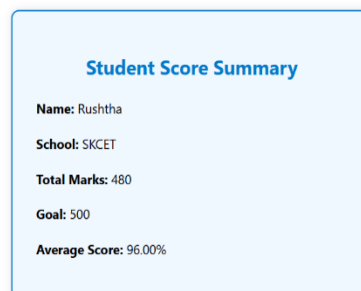 Student Score Summary
Name: Rushtha
School: SKCET
Total Marks: 480
Goal: 500
Average Score: 96.00%